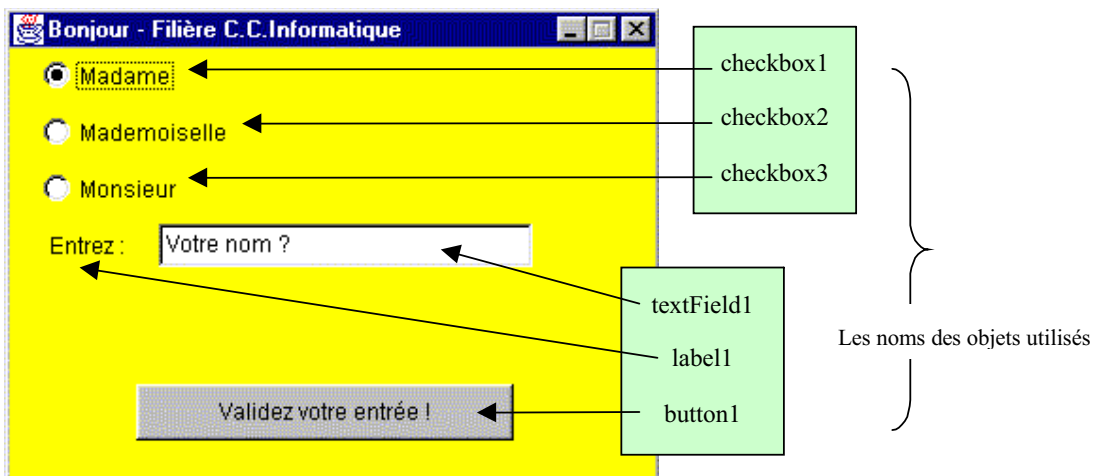 Bonjour - Filière C.C.Informatique
Madame
Mademoiselle
Monsieur
Entrez :
Votre nom ?
Validez votre entrée !
checkbox1
checkbox2
checkbox3
textField1
label1
button1
Les noms des objets utilisés